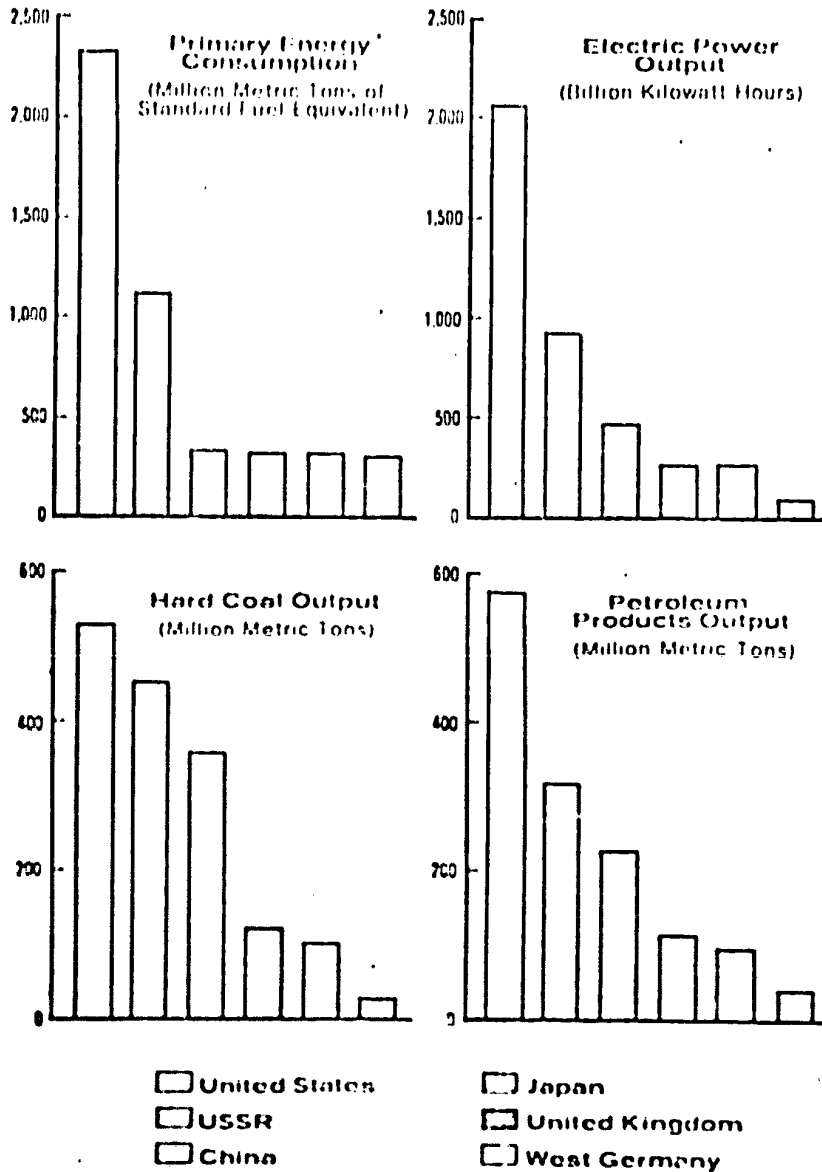 Primary Energy
Consumption
(Million Metric Tons of
Standard Fuel Equivalent)
2,500
2,000
1,500
1,000
500
0
Electric Power
Output
(Billion Kilowatt Hours)
2,500
2,000
1,500
1,000
500
0
Hard Coal Output
(Million Metric Tons)
600
400
200
0
Petroleum
Products Output
(Million Metric Tons)
600
400
200
0
United States
USSR
China
Japan
United Kingdom
West Germany